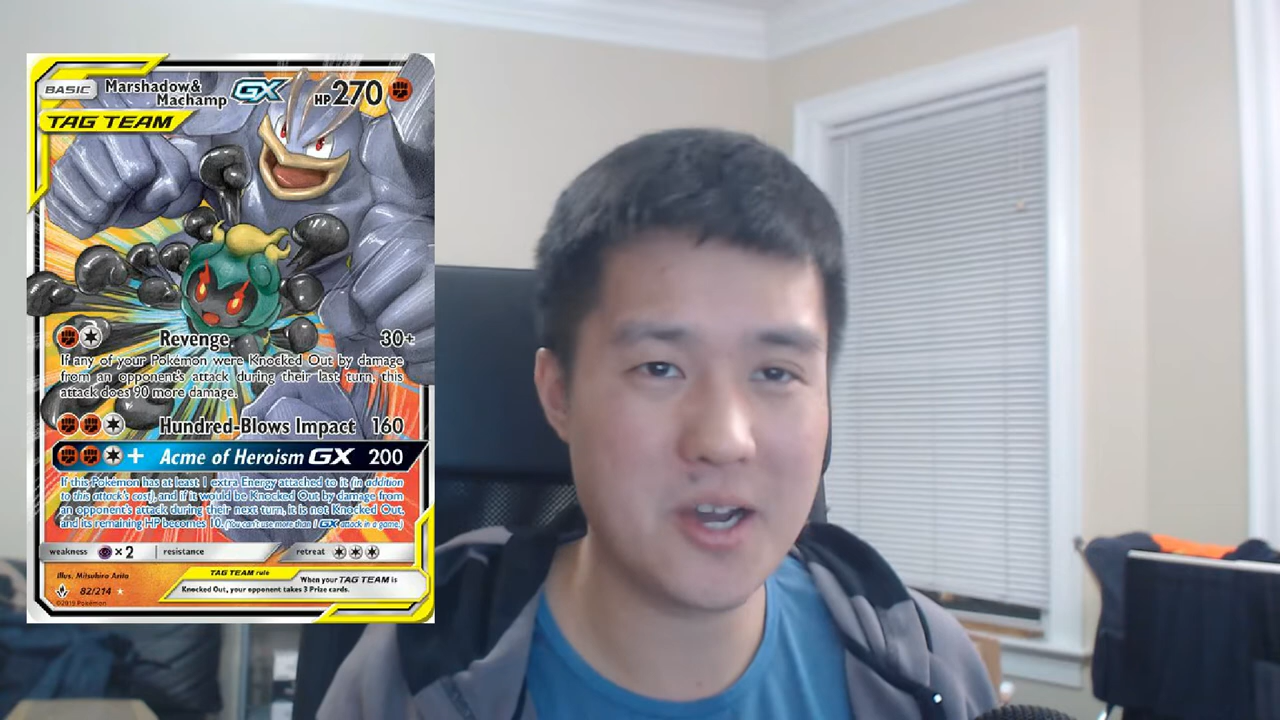 BASIC Marshadow& Machamp GX HP270
TAG TEAM
Revenge 30+
If any of your Pokémon were Knocked Out by damage
from an opponent's attack during their last turn, this
attack does 90 more damage.
Hundred-Blows Impact 160
+ Acme of Heroism GX 200
If this Pokémon has at least 1 extra Energy attached to it (in addition
to this attack's cost), and if it would be Knocked Out by damage from
an opponent's attack during their next turn, it is not Knocked Out,
and its remaining HP becomes 10. (You can't use more than 1 GX attack in a game.)
weakness ×2 resistance retreat
Illus. Mitsuhiro Arita
TAG TEAM rule
When your TAG TEAM is
Knocked Out, your opponent takes 3 Prize cards.
82/214
©2019 Pokémon